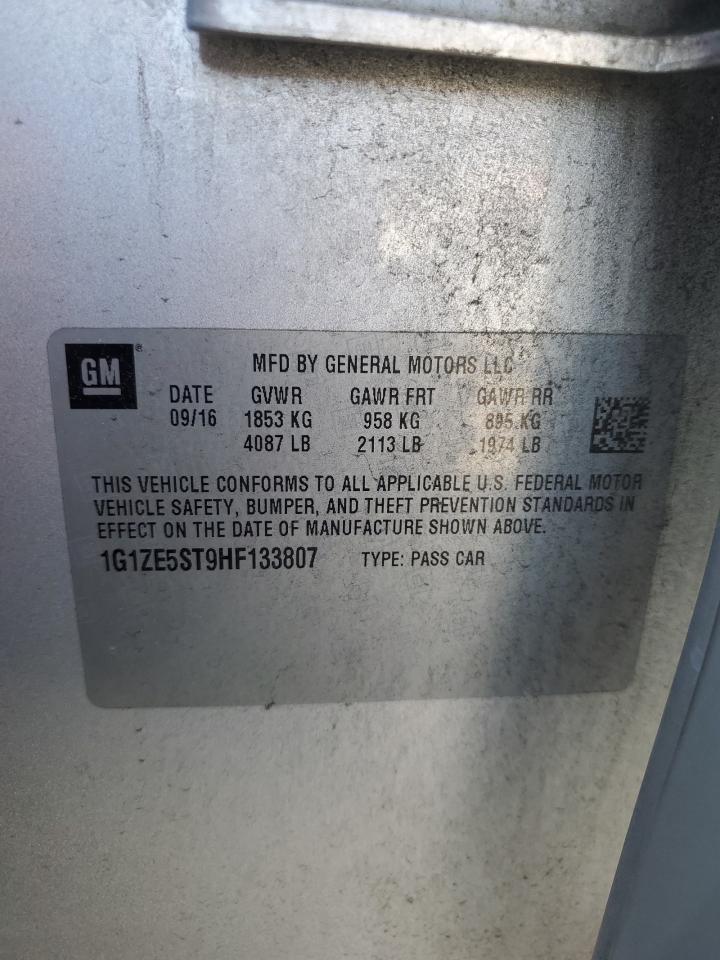 GM®
MFD BY GENERAL MOTORS LLC
DATE GVWR GAWR FRT GAWR RR
09/16 1853 KG 958 KG 895 KG
4087 LB 2113 LB 1974 LB
THIS VEHICLE CONFORMS TO ALL APPLICABLE U.S. FEDERAL MOTOR
VEHICLE SAFETY, BUMPER, AND THEFT PREVENTION STANDARDS IN
EFFECT ON THE DATE OF MANUFACTURE SHOWN ABOVE.
1G1ZE5ST9HF133807 TYPE: PASS CAR